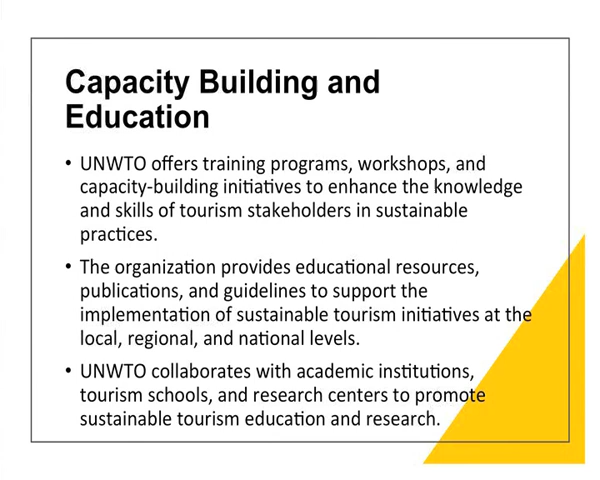 Capacity Building and
Education
• UNWTO offers training programs, workshops, and
capacity-building initiatives to enhance the knowledge
and skills of tourism stakeholders in sustainable
practices.
• The organization provides educational resources,
publications, and guidelines to support the
implementation of sustainable tourism initiatives at the
local, regional, and national levels.
• UNWTO collaborates with academic institutions,
tourism schools, and research centers to promote
sustainable tourism education and research.